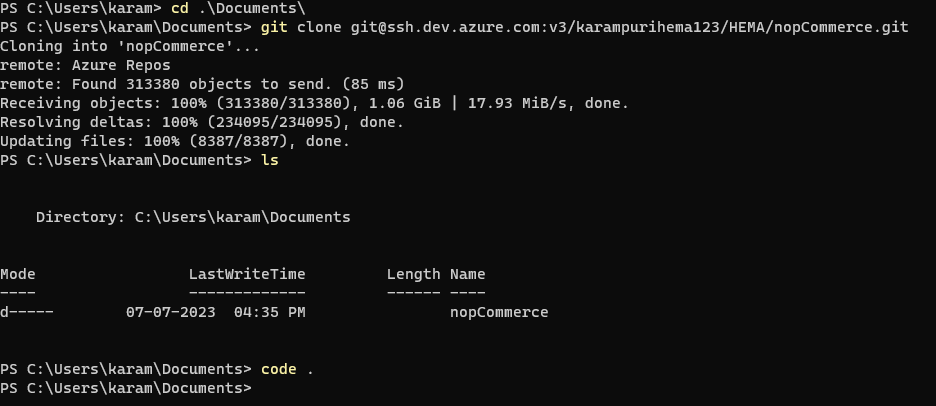 PS C:\Users\karam> cd .\Documents\
PS C:\Users\karam\Documents> git clone git@ssh.dev.azure.com:v3/karampurihema123/HEMA/nopCommerce.git
Cloning into 'nopCommerce'...
remote: Azure Repos
remote: Found 313380 objects to send. (85 ms)
Receiving objects: 100% (313380/313380), 1.06 GiB | 17.93 MiB/s, done.
Resolving deltas: 100% (234095/234095), done.
Updating files: 100% (8387/8387), done.
PS C:\Users\karam\Documents> ls
    Directory: C:\Users\karam\Documents
Mode                 LastWriteTime         Length Name
----                 -------------         ------ ----
d-----        07-07-2023  04:35 PM                nopCommerce
PS C:\Users\karam\Documents> code .
PS C:\Users\karam\Documents>